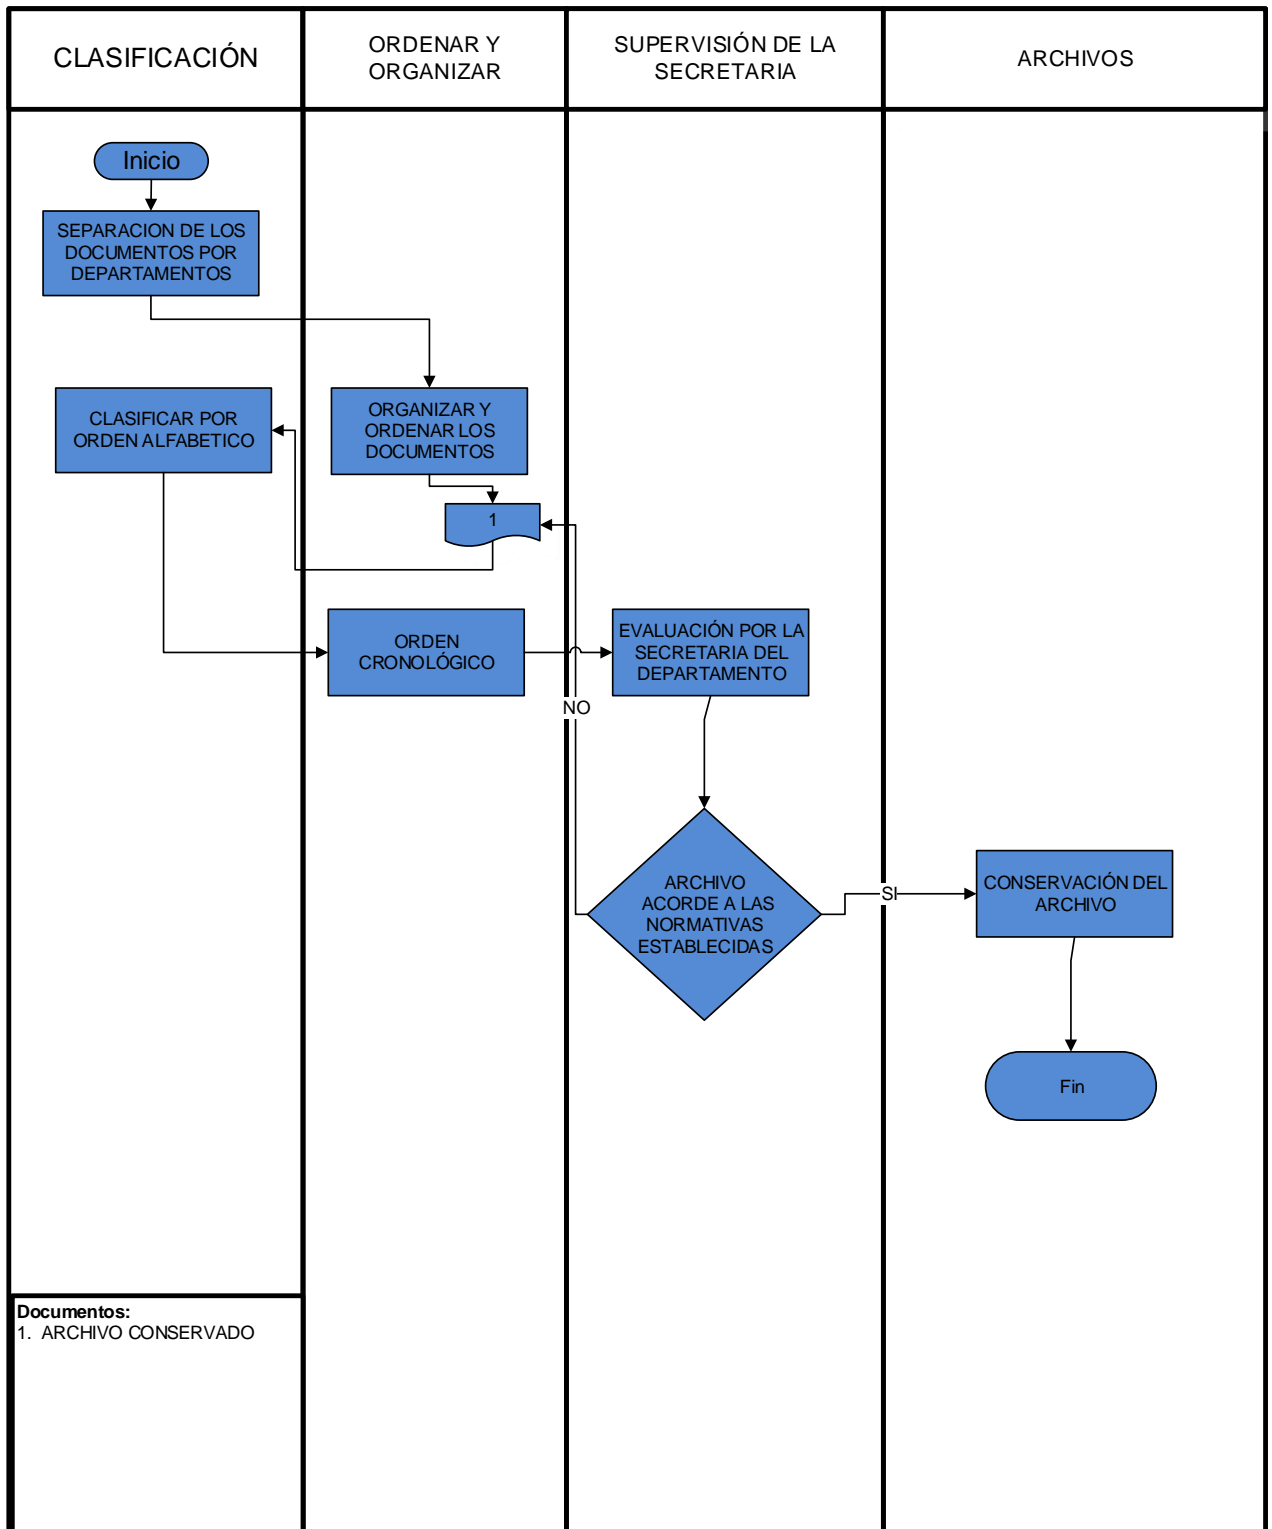 CLASIFICACIÓN
ORDENAR Y
ORGANIZAR
SUPERVISIÓN DE LA
SECRETARIA
ARCHIVOS
Inicio
SEPARACION DE LOS
DOCUMENTOS POR
DEPARTAMENTOS
CLASIFICAR POR
ORDEN ALFABETICO
ORGANIZAR Y
ORDENAR LOS
DOCUMENTOS
1
ORDEN
CRONOLÓGICO
EVALUACIÓN POR LA
SECRETARIA DEL
DEPARTAMENTO
NO
ARCHIVO
ACORDE A LAS
NORMATIVAS
ESTABLECIDAS
SI
CONSERVACIÓN DEL
ARCHIVO
Fin
Documentos:
1. ARCHIVO CONSERVADO